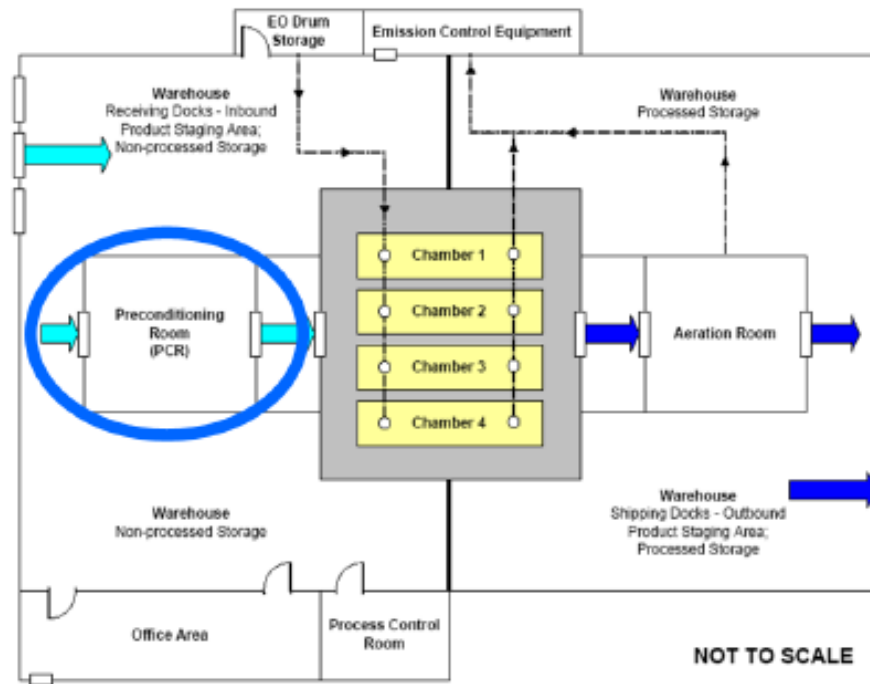 EO Drum
Storage
Emission Control Equipment
Warehouse
Receiving Docks - Inbound
Product Staging Area;
Non-processed Storage
Warehouse
Processed Storage
Chamber 1
Chamber 2
Chamber 3
Chamber 4
Preconditioning
Room
(PCR)
Aeration Room
Warehouse
Non-processed Storage
Warehouse
Shipping Docks - Outbound
Product Staging Area;
Processed Storage
Office Area
Process Control
Room
NOT TO SCALE